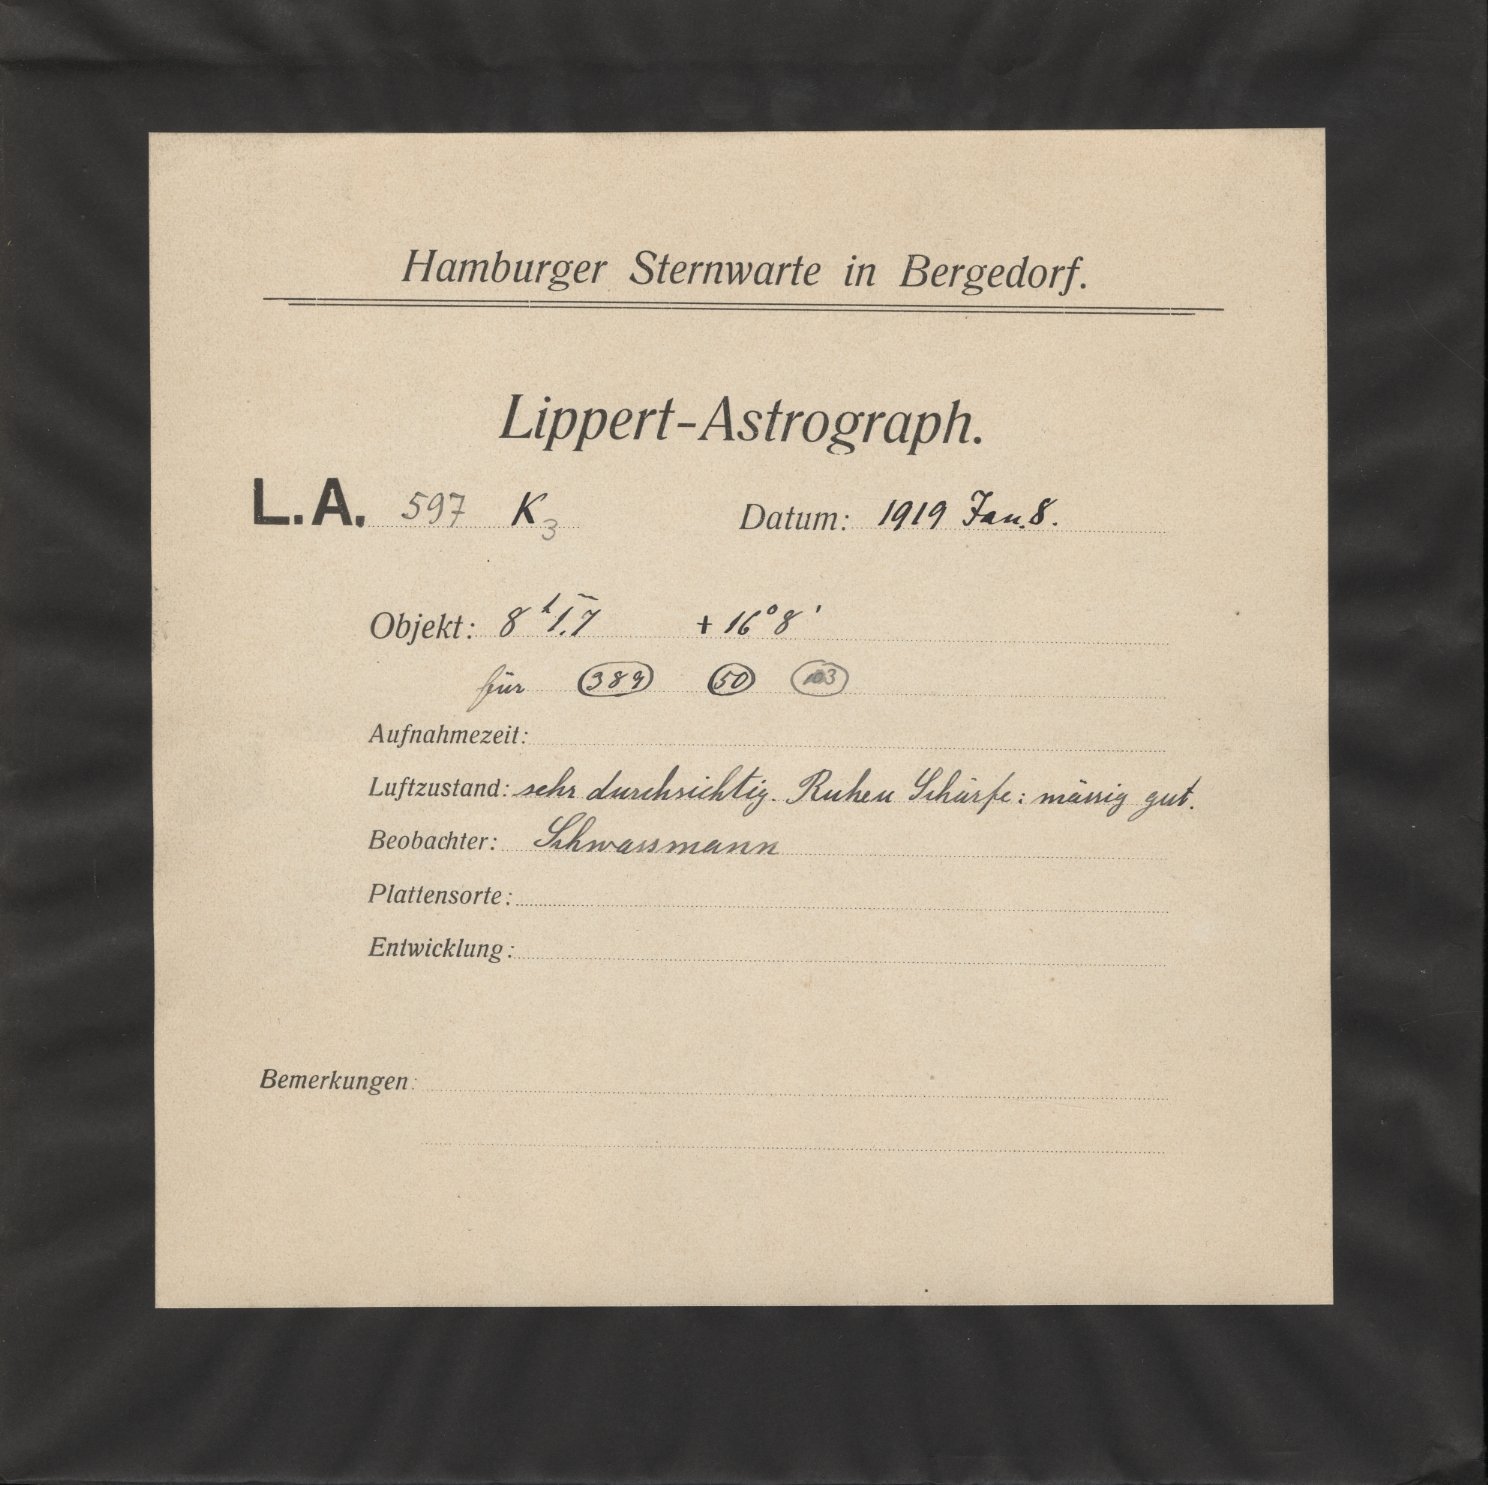 Hamburger Sternwarte in Bergedorf.
Lippert-Astrograph.
L.A. 597 K3 Datum: 1919 Jan. 8.
Objekt: 8ʰ 1.7 + 16° 8'
für 389 50 103
Aufnahmezeit:
Luftzustand: sehr durchsichtig. Ruhe u Schärfe: mässig gut.
Beobachter: Schwassmann
Plattensorte:
Entwicklung:
Bemerkungen: